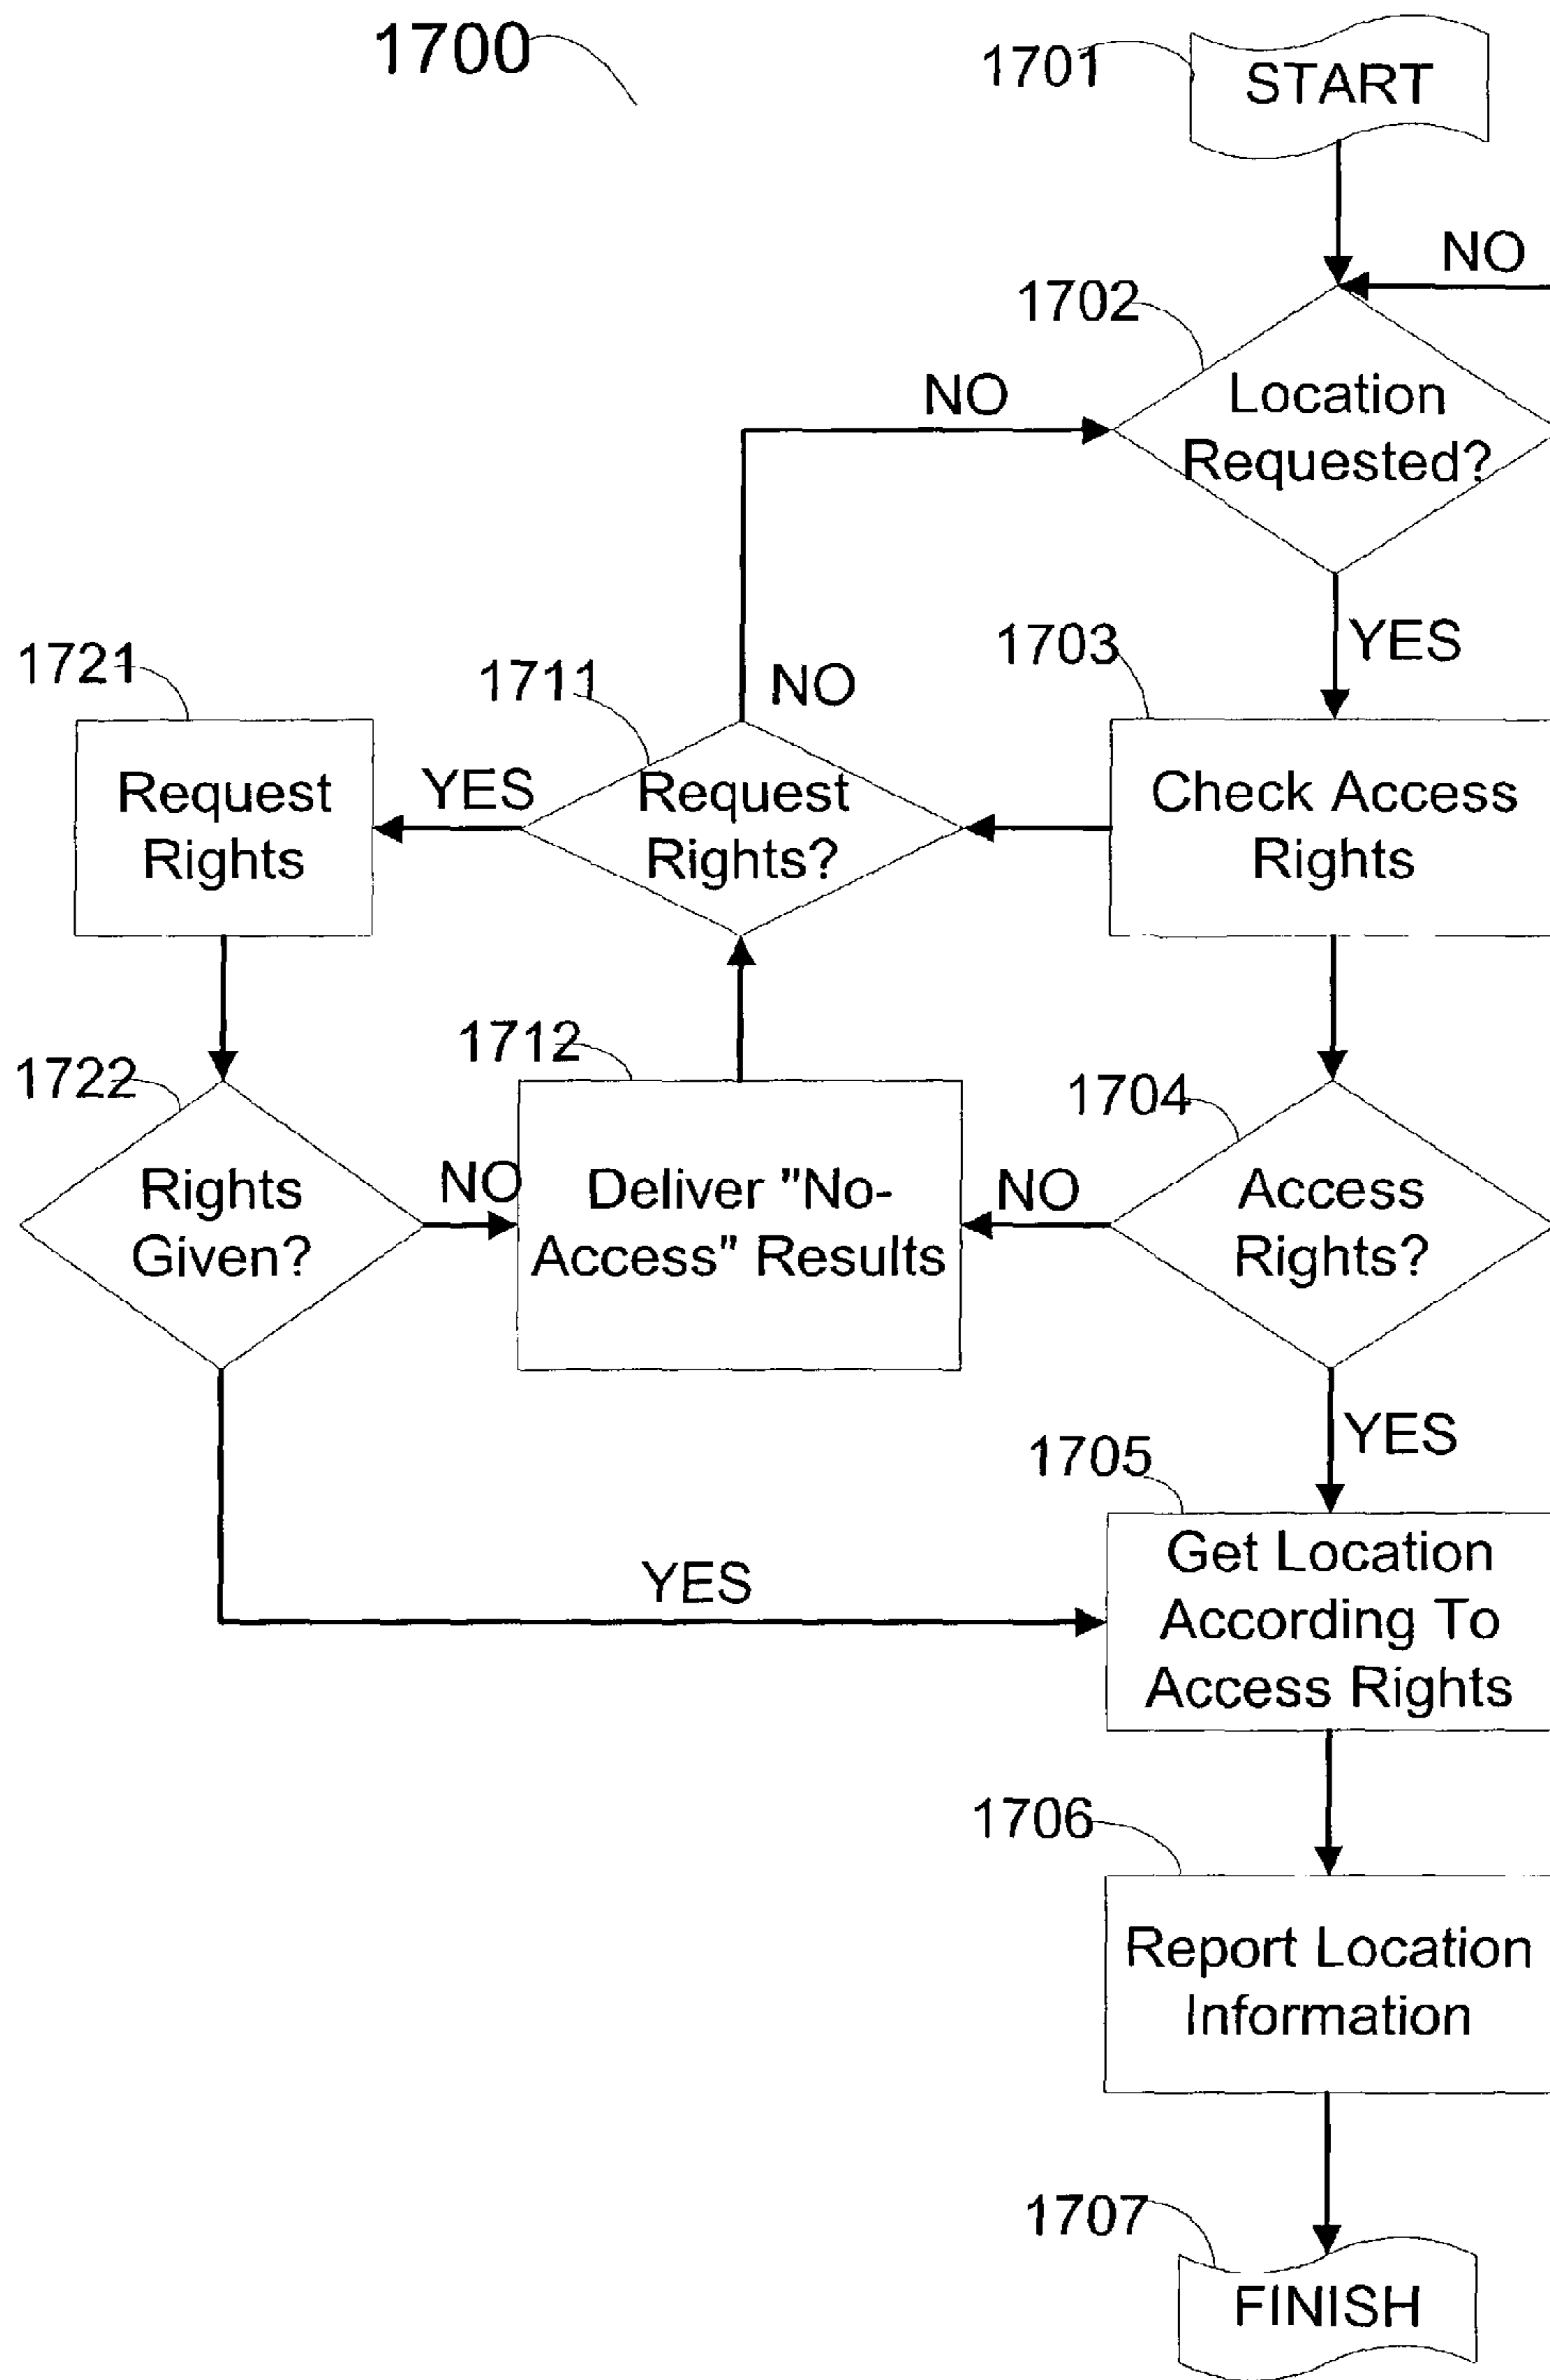 1700
1701
START
NO
1702
Location
Requested?
NO
YES
1703
1721
1711
NO
Request
Rights
YES
Request
Rights?
Check Access
Rights
1722
1712
1704
Rights
Given?
NO
Deliver "No-
Access" Results
NO
Access
Rights?
YES
1705
Get Location
According To
Access Rights
YES
1706
Report Location
Information
1707
FINISH